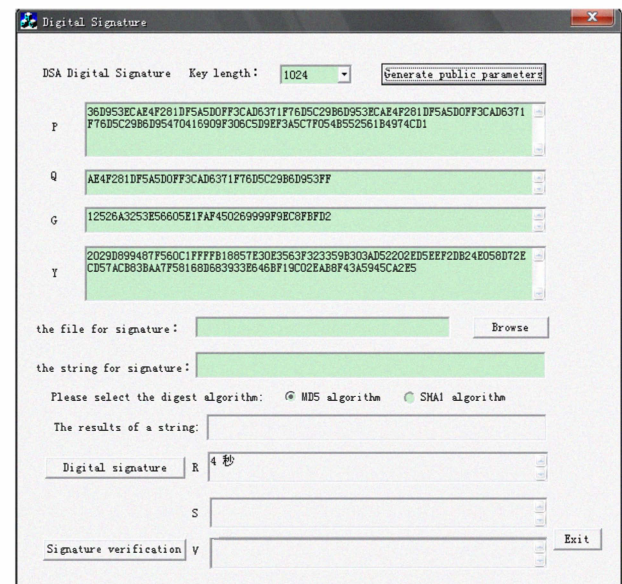 Digital Signature
DSA Digital Signature Key length: 1024 Generate public parameters
P
36D953ECAE4F281DF5A5D0FF3CAD6371F76D5C29B6D953ECAE4F281DF5A5D0FF3CAD6371
F76D5C29B6D95470416909F306C5D9EF3A5C7F054B552561B4974CD1
Q AE4F281DF5A5D0FF3CAD6371F76D5C29B6D953FF
G 12526A3253E56605E1FAF450269999F9EC8FBFD2
Y
2029D899487F560C1FFFFB18857E30E3563F323359B303AD52202ED5EEF2DB24E058D72E
CD57ACB83BAA7F58168D683933E646BF19C02EAB8F43A5945CA2E5
the file for signature: Browse
the string for signature:
Please select the digest algorithm: MD5 algorithm SHA1 algorithm
The results of a string:
Digital signature R 4 秒
S
Exit
Signature verification V